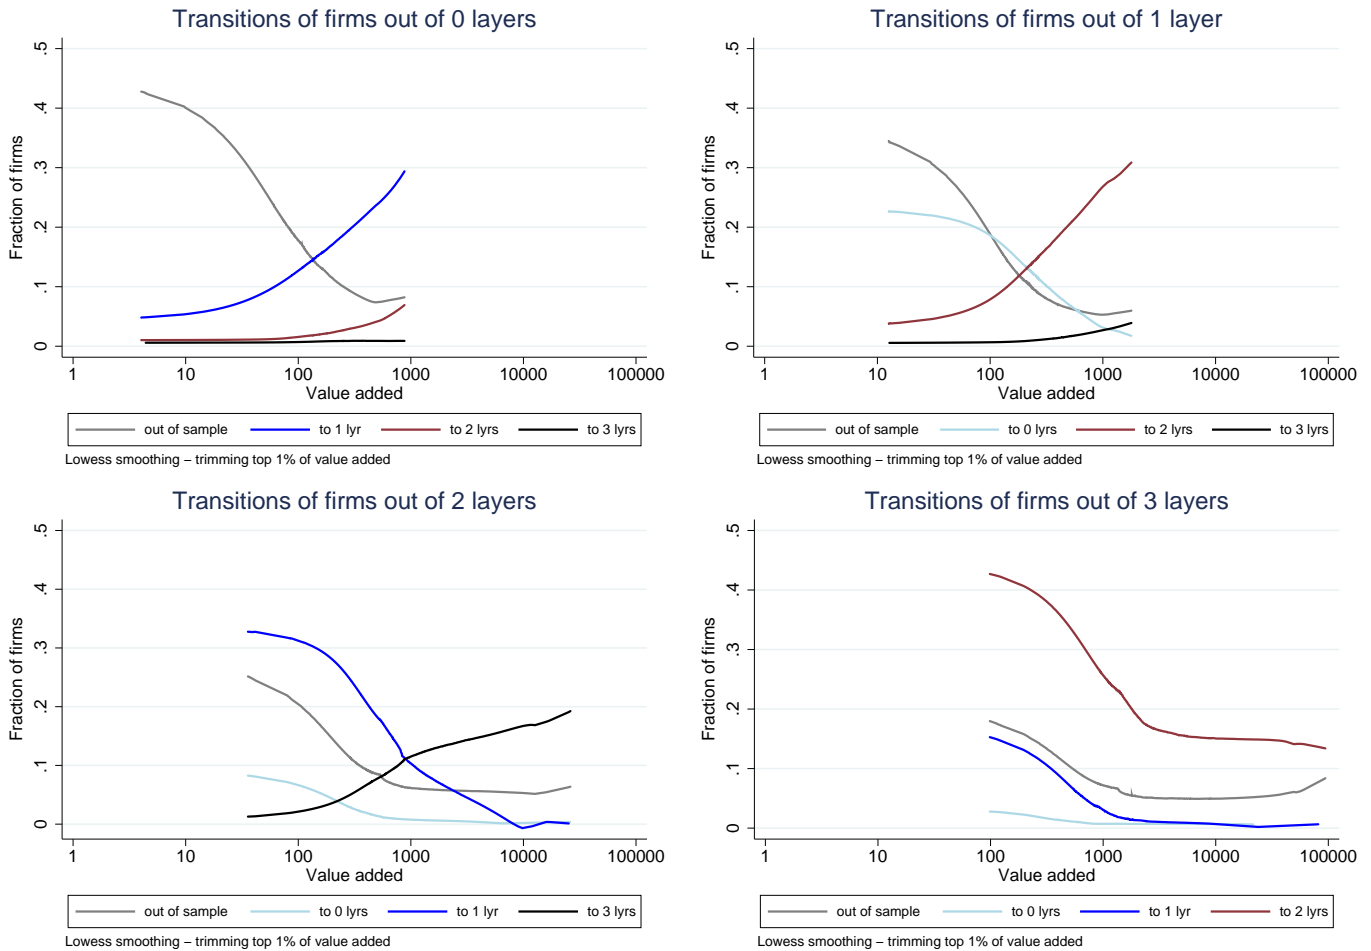 Transitions of firms out of 0 layers
Fraction of firms
.5
.4
.3
.2
.1
0
1 10 100 1000 10000 100000
Value added
out of sample to 1 lyr to 2 lyrs to 3 lyrs
Lowess smoothing – trimming top 1% of value added
Transitions of firms out of 1 layer
Fraction of firms
.5
.4
.3
.2
.1
0
1 10 100 1000 10000 100000
Value added
out of sample to 0 lyrs to 2 lyrs to 3 lyrs
Lowess smoothing – trimming top 1% of value added
Transitions of firms out of 2 layers
Fraction of firms
.5
.4
.3
.2
.1
0
1 10 100 1000 10000 100000
Value added
out of sample to 0 lyrs to 1 lyr to 3 lyrs
Lowess smoothing – trimming top 1% of value added
Transitions of firms out of 3 layers
Fraction of firms
.5
.4
.3
.2
.1
0
1 10 100 1000 10000 100000
Value added
out of sample to 0 lyrs to 1 lyr to 2 lyrs
Lowess smoothing – trimming top 1% of value added